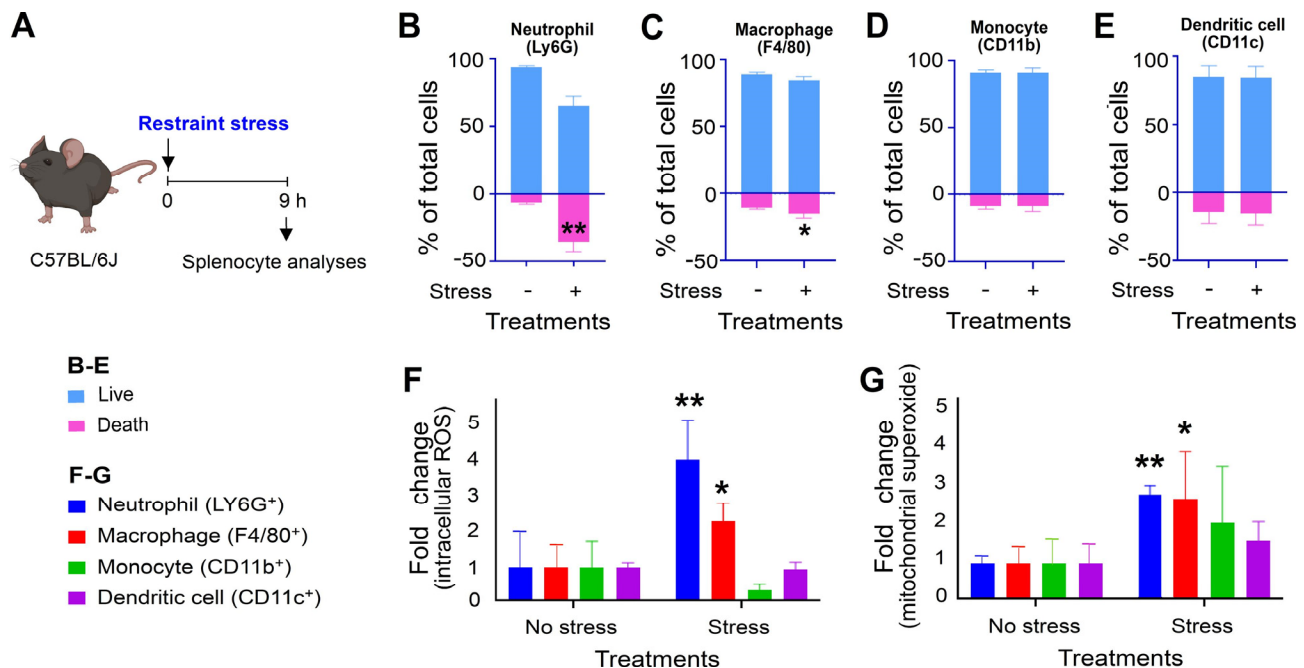 A
Restraint stress
0
9 h
C57BL/6J
Splenocyte analyses
B
Neutrophil
(Ly6G)
% of total cells
100
50
0
-50
**
Stress - +
Treatments
C
Macrophage
(F4/80)
% of total cells
100
50
0
-50
*
Stress - +
Treatments
D
Monocyte
(CD11b)
% of total cells
100
50
0
-50
Stress - +
Treatments
E
Dendritic cell
(CD11c)
% of total cells
100
50
0
-50
Stress - +
Treatments
B-E
Live
Death
F-G
Neutrophil (LY6G+)
Macrophage (F4/80+)
Monocyte (CD11b+)
Dendritic cell (CD11c+)
F
Fold change
(intracellular ROS)
5
4
3
2
1
0
**
*
No stress
Stress
Treatments
G
Fold change
(mitochondrial superoxide)
5
4
3
2
1
0
**
*
No stress
Stress
Treatments